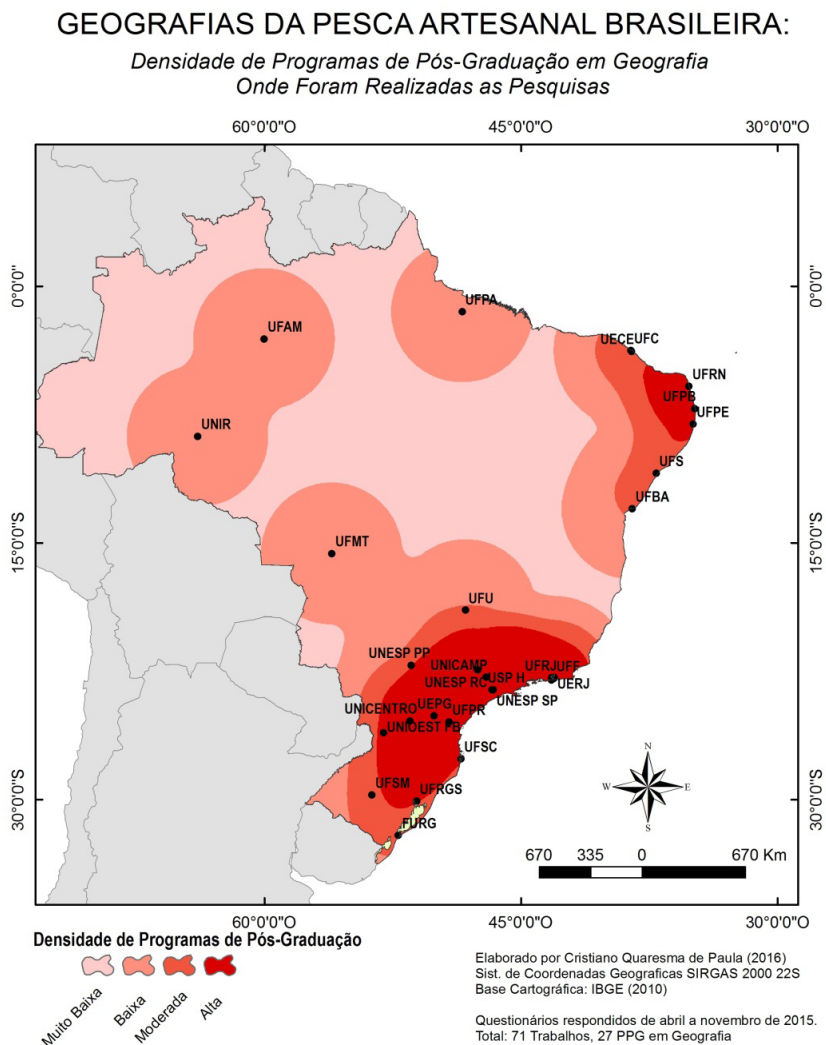 GEOGRAFIAS DA PESCA ARTESANAL BRASILEIRA:
Densidade de Programas de Pós-Graduação em Geografia
Onde Foram Realizadas as Pesquisas
60°0'0"O 45°0'0"O 30°0'0"O
0°0'0"
0°0'0"
UFPA
UFAM
UECEUFC
UFRN
UFPB
UFPE
UNIR
UFS
UFBA
15°0'0"S
15°0'0"S
UFMT
UFU
UNESP PP
UNICAMP
UFRJUFF
UNESP RC
USP H
UERJ
UNESP SP
UNICENTRO
UEPG
UFPR
UNIOEST FB
UFSC
UFSM
UFRGS
FURG
30°0'0"S
30°0'0"S
N
W
E
S
670 335 0 670 Km
60°0'0"O 45°0'0"O 30°0'0"O
Densidade de Programas de Pós-Graduação
Muito Baixa
Baixa
Moderada
Alta
Elaborado por Cristiano Quaresma de Paula (2016)
Sist. de Coordenadas Geograficas SIRGAS 2000 22S
Base Cartográfica: IBGE (2010)
Questionários respondidos de abril a novembro de 2015.
Total: 71 Trabalhos, 27 PPG em Geografia